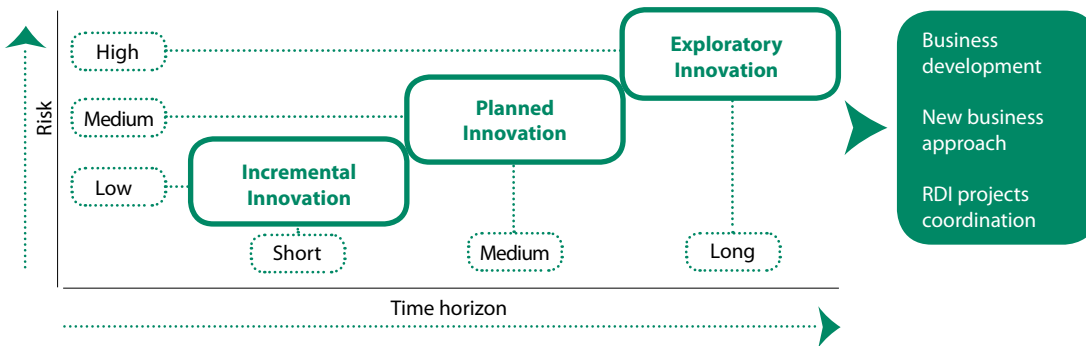 Risk
High
Medium
Low
Exploratory
Innovation
Planned
Innovation
Incremental
Innovation
Short
Medium
Long
Time horizon
Business
development
New business
approach
RDI projects
coordination